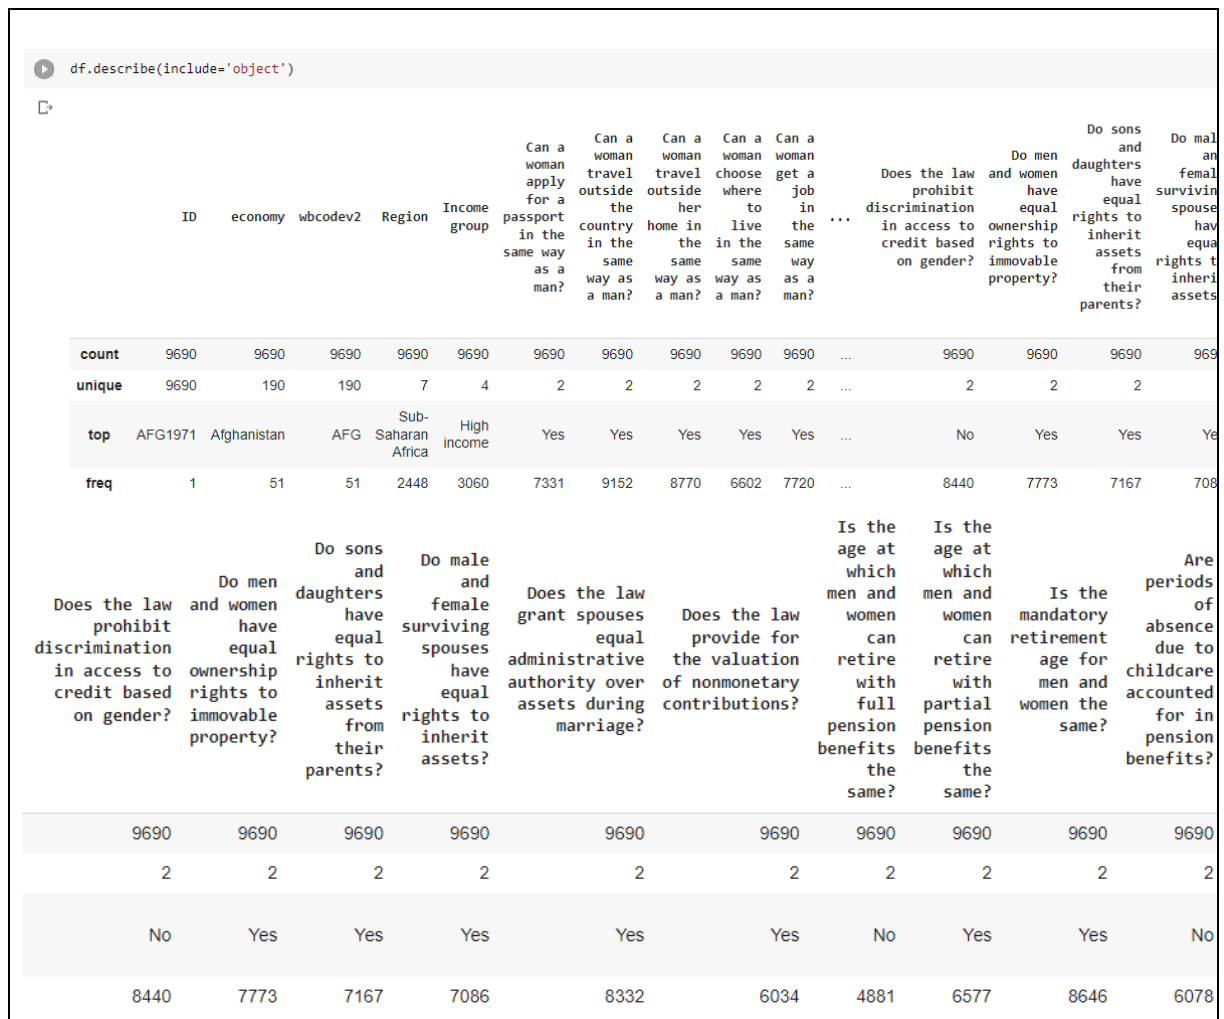 df.describe(include='object')
ID
economy
wbcodev2
Region
Income
group
Can a
woman
apply
for a
passport
in the
same way
as a
man?
Can a
woman
travel
outside
the
country
in the
same
way as
a man?
Can a
woman
travel
outside
her
home in
the
same
way as
a man?
Can a
woman
choose
where
to
live
in the
same
way as
a man?
Can a
woman
get a
job
in
the
same
way
as a
man?
...
Does the law
prohibit
discrimination
in access to
credit based
on gender?
Do men
and women
have
equal
ownership
rights to
immovable
property?
Do sons
and
daughters
have
equal
rights to
inherit
assets
from
their
parents?
Do mal
an
femal
survivin
spouse
hav
equa
rights t
inheri
assets
count 9690 9690 9690 9690 9690 9690 9690 9690 9690 9690 ... 9690 9690 9690 969
unique 9690 190 190 7 4 2 2 2 2 2 ... 2 2 2
top AFG1971 Afghanistan AFG Sub-Saharan Africa High income Yes Yes Yes Yes Yes ... No Yes Yes Ye
freq 1 51 51 2448 3060 7331 9152 8770 6602 7720 ... 8440 7773 7167 708
Does the law
prohibit
discrimination
in access to
credit based
on gender?
Do men
and women
have
equal
ownership
rights to
immovable
property?
Do sons
and
daughters
have
equal
rights to
inherit
assets
from
their
parents?
Do male
and
female
surviving
spouses
have
equal
rights to
inherit
assets?
Does the law
grant spouses
equal
administrative
authority over
assets during
marriage?
Does the law
provide for
the valuation
of nonmonetary
contributions?
Is the
age at
which
men and
women
can
retire
with
full
pension
benefits
the
same?
Is the
age at
which
men and
women
can
retire
with
partial
pension
benefits
the
same?
Is the
mandatory
retirement
age for
men and
women the
same?
Are
periods
of
absence
due to
childcare
accounted
for in
pension
benefits?
9690 9690 9690 9690 9690 9690 9690 9690 9690 9690
2 2 2 2 2 2 2 2 2 2
No Yes Yes Yes Yes Yes No Yes Yes No
8440 7773 7167 7086 8332 6034 4881 6577 8646 6078